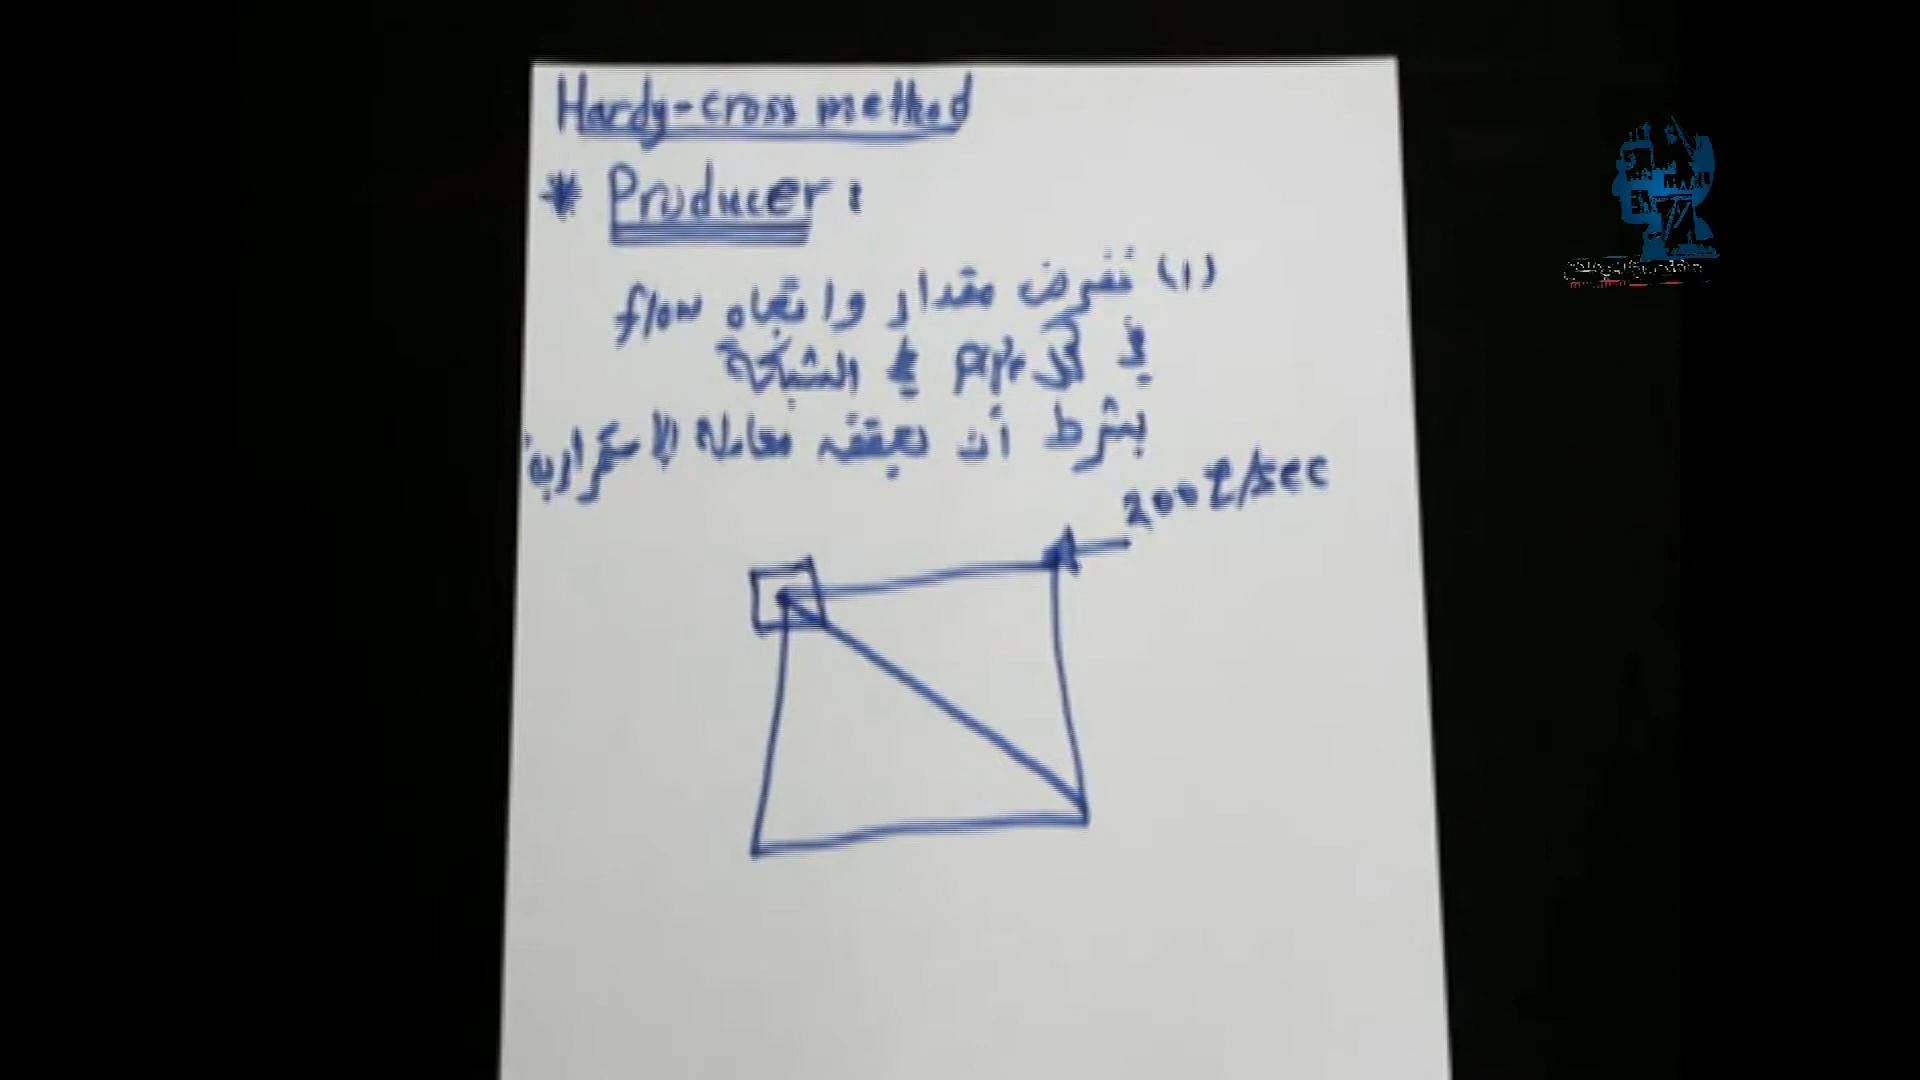 Hardy-cross method
* Producer:
(١) نفرض مقدار واتجاه flow
في كل pipe في الشبكة
بشرط أن تحقق معادلة الاستمرارية
200 ℓ/sec